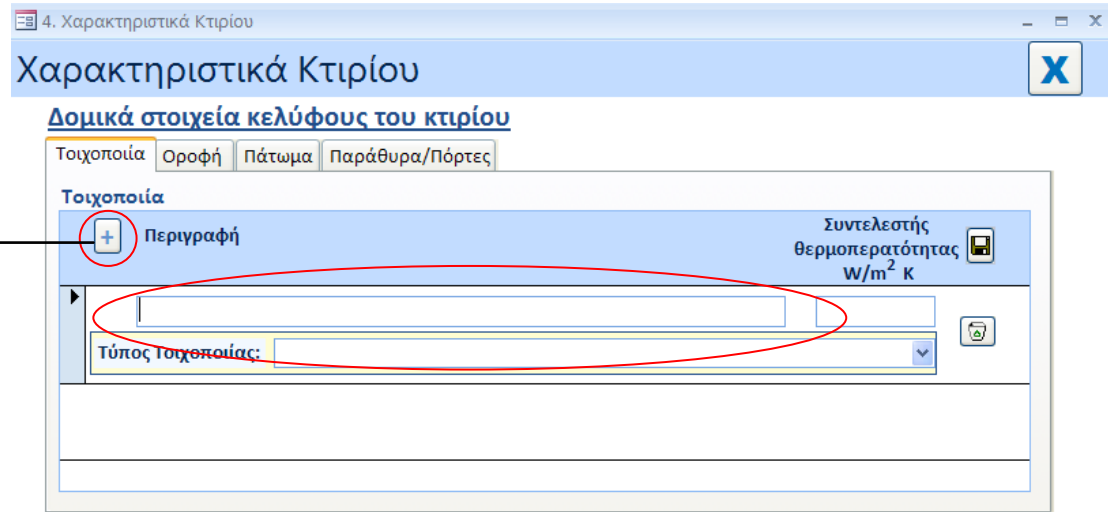 4. Χαρακτηριστικά Κτιρίου
Χαρακτηριστικά Κτιρίου
X
Δομικά στοιχεία κελύφους του κτιρίου
Τοιχοποιία Οροφή Πάτωμα Παράθυρα/Πόρτες
Τοιχοποιία
+ Περιγραφή
Συντελεστής
θερμοπερατότητας
W/m² K
Τύπος Τοιχοποιίας: